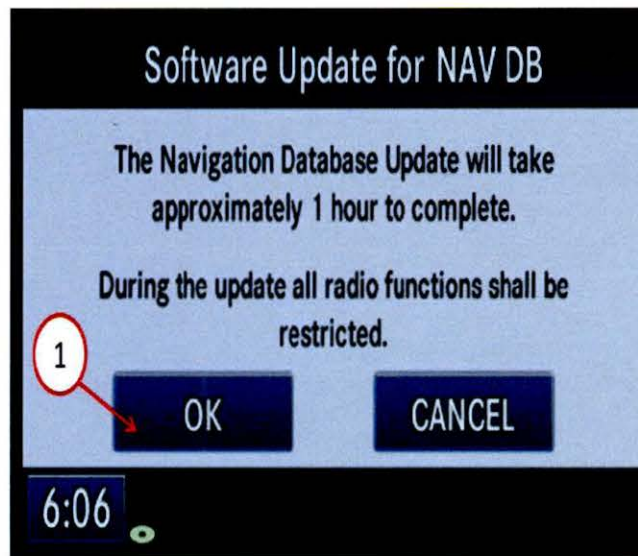 Software Update for NAV DB
The Navigation Database Update will take
approximately 1 hour to complete.
During the update all radio functions shall be
restricted.
1
OK
CANCEL
6:06